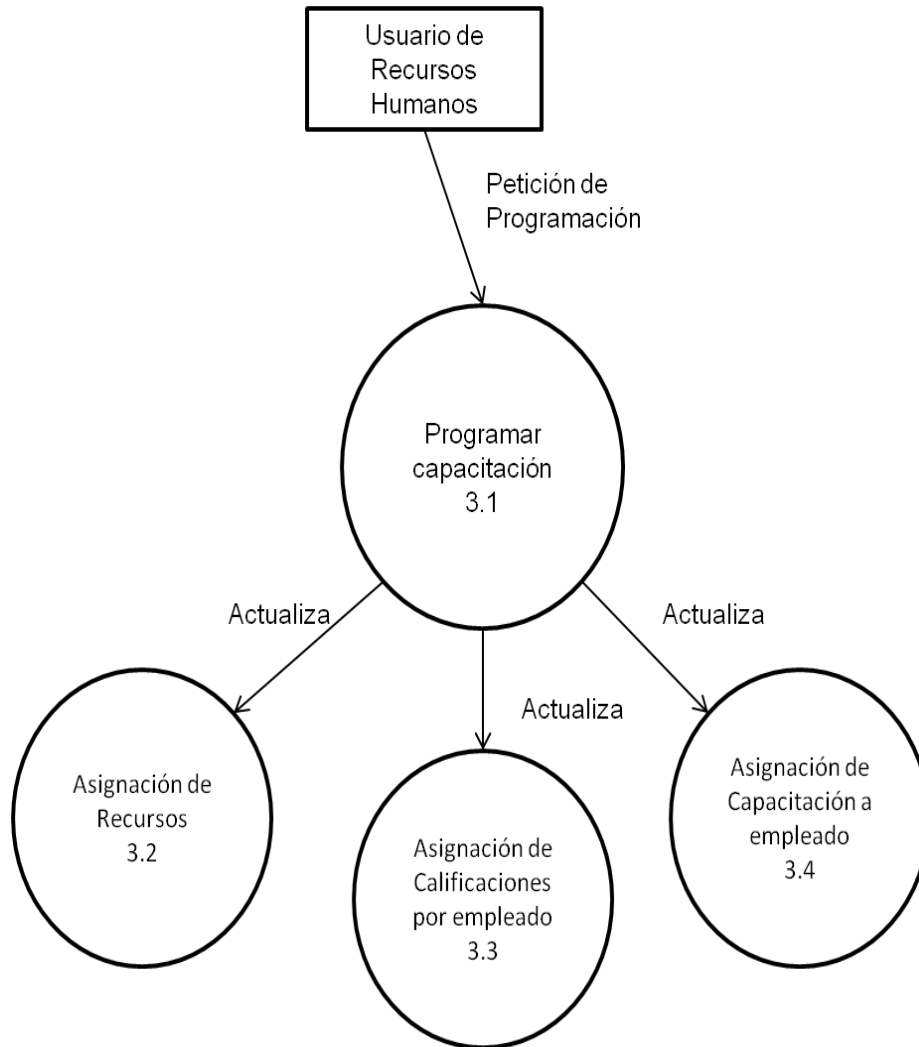 Usuario de
Recursos
Humanos
Petición de
Programación
Programar
capacitación
3.1
Actualiza
Actualiza
Actualiza
Asignación de
Recursos
3.2
Asignación de
Calificaciones
por empleado
3.3
Asignación de
Capacitación a
empleado
3.4